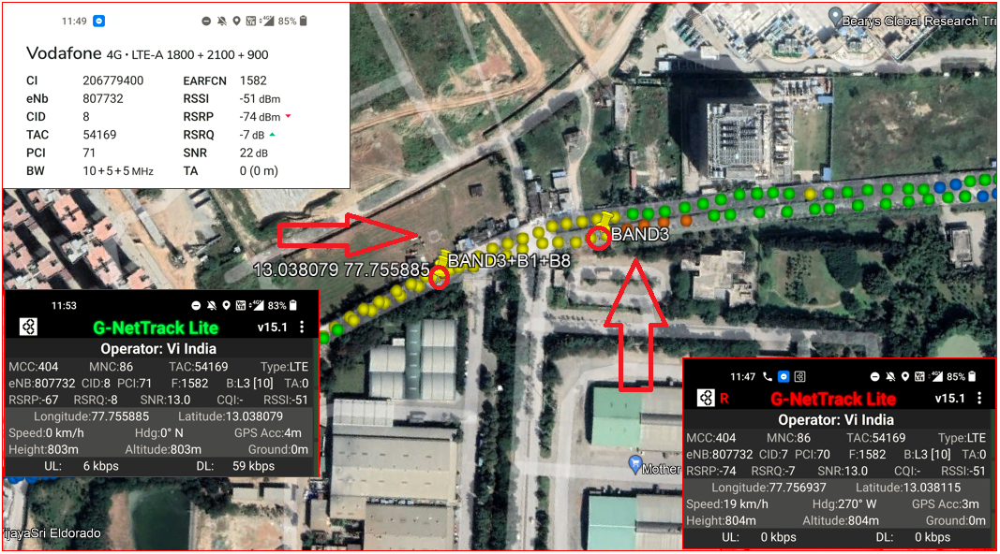 11:49
85%
Vodafone 4G • LTE-A 1800 + 2100 + 900
CI 206779400 EARFCN 1582
eNb 807732 RSSI -51 dBm
CID 8 RSRP -74 dBm
TAC 54169 RSRQ -7 dB
PCI 71 SNR 22 dB
BW 10+5+5 MHz TA 0 (0 m)
Bearys Global Research Tri
BAND3
BAND3+B1+B8
13.038079 77.755885
11:53 83%
G-NetTrack Lite v15.1
Operator: Vi India
MCC:404 MNC:86 TAC:54169 Type:LTE
eNB:807732 CID:8 PCI:71 F:1582 B:L3 [10] TA:0
RSRP:-67 RSRQ:-8 SNR:13.0 CQI:- RSSI:-51
Longitude:77.755885 Latitude:13.038079
Speed:0 km/h Hdg:0° N GPS Acc:4m
Height:803m Altitude:803m Ground:0m
UL: 6 kbps DL: 59 kbps
11:47 85%
R G-NetTrack Lite v15.1
Operator: Vi India
MCC:404 MNC:86 TAC:54169 Type:LTE
eNB:807732 CID:7 PCI:70 F:1582 B:L3 [10] TA:0
RSRP:-74 RSRQ:-7 SNR:13.0 CQI:- RSSI:-51
Longitude:77.756937 Latitude:13.038115
Speed:19 km/h Hdg:270° W GPS Acc:3m
Height:804m Altitude:804m Ground:0m
UL: 0 kbps DL: 0 kbps
Mother
ijayaSri Eldorado